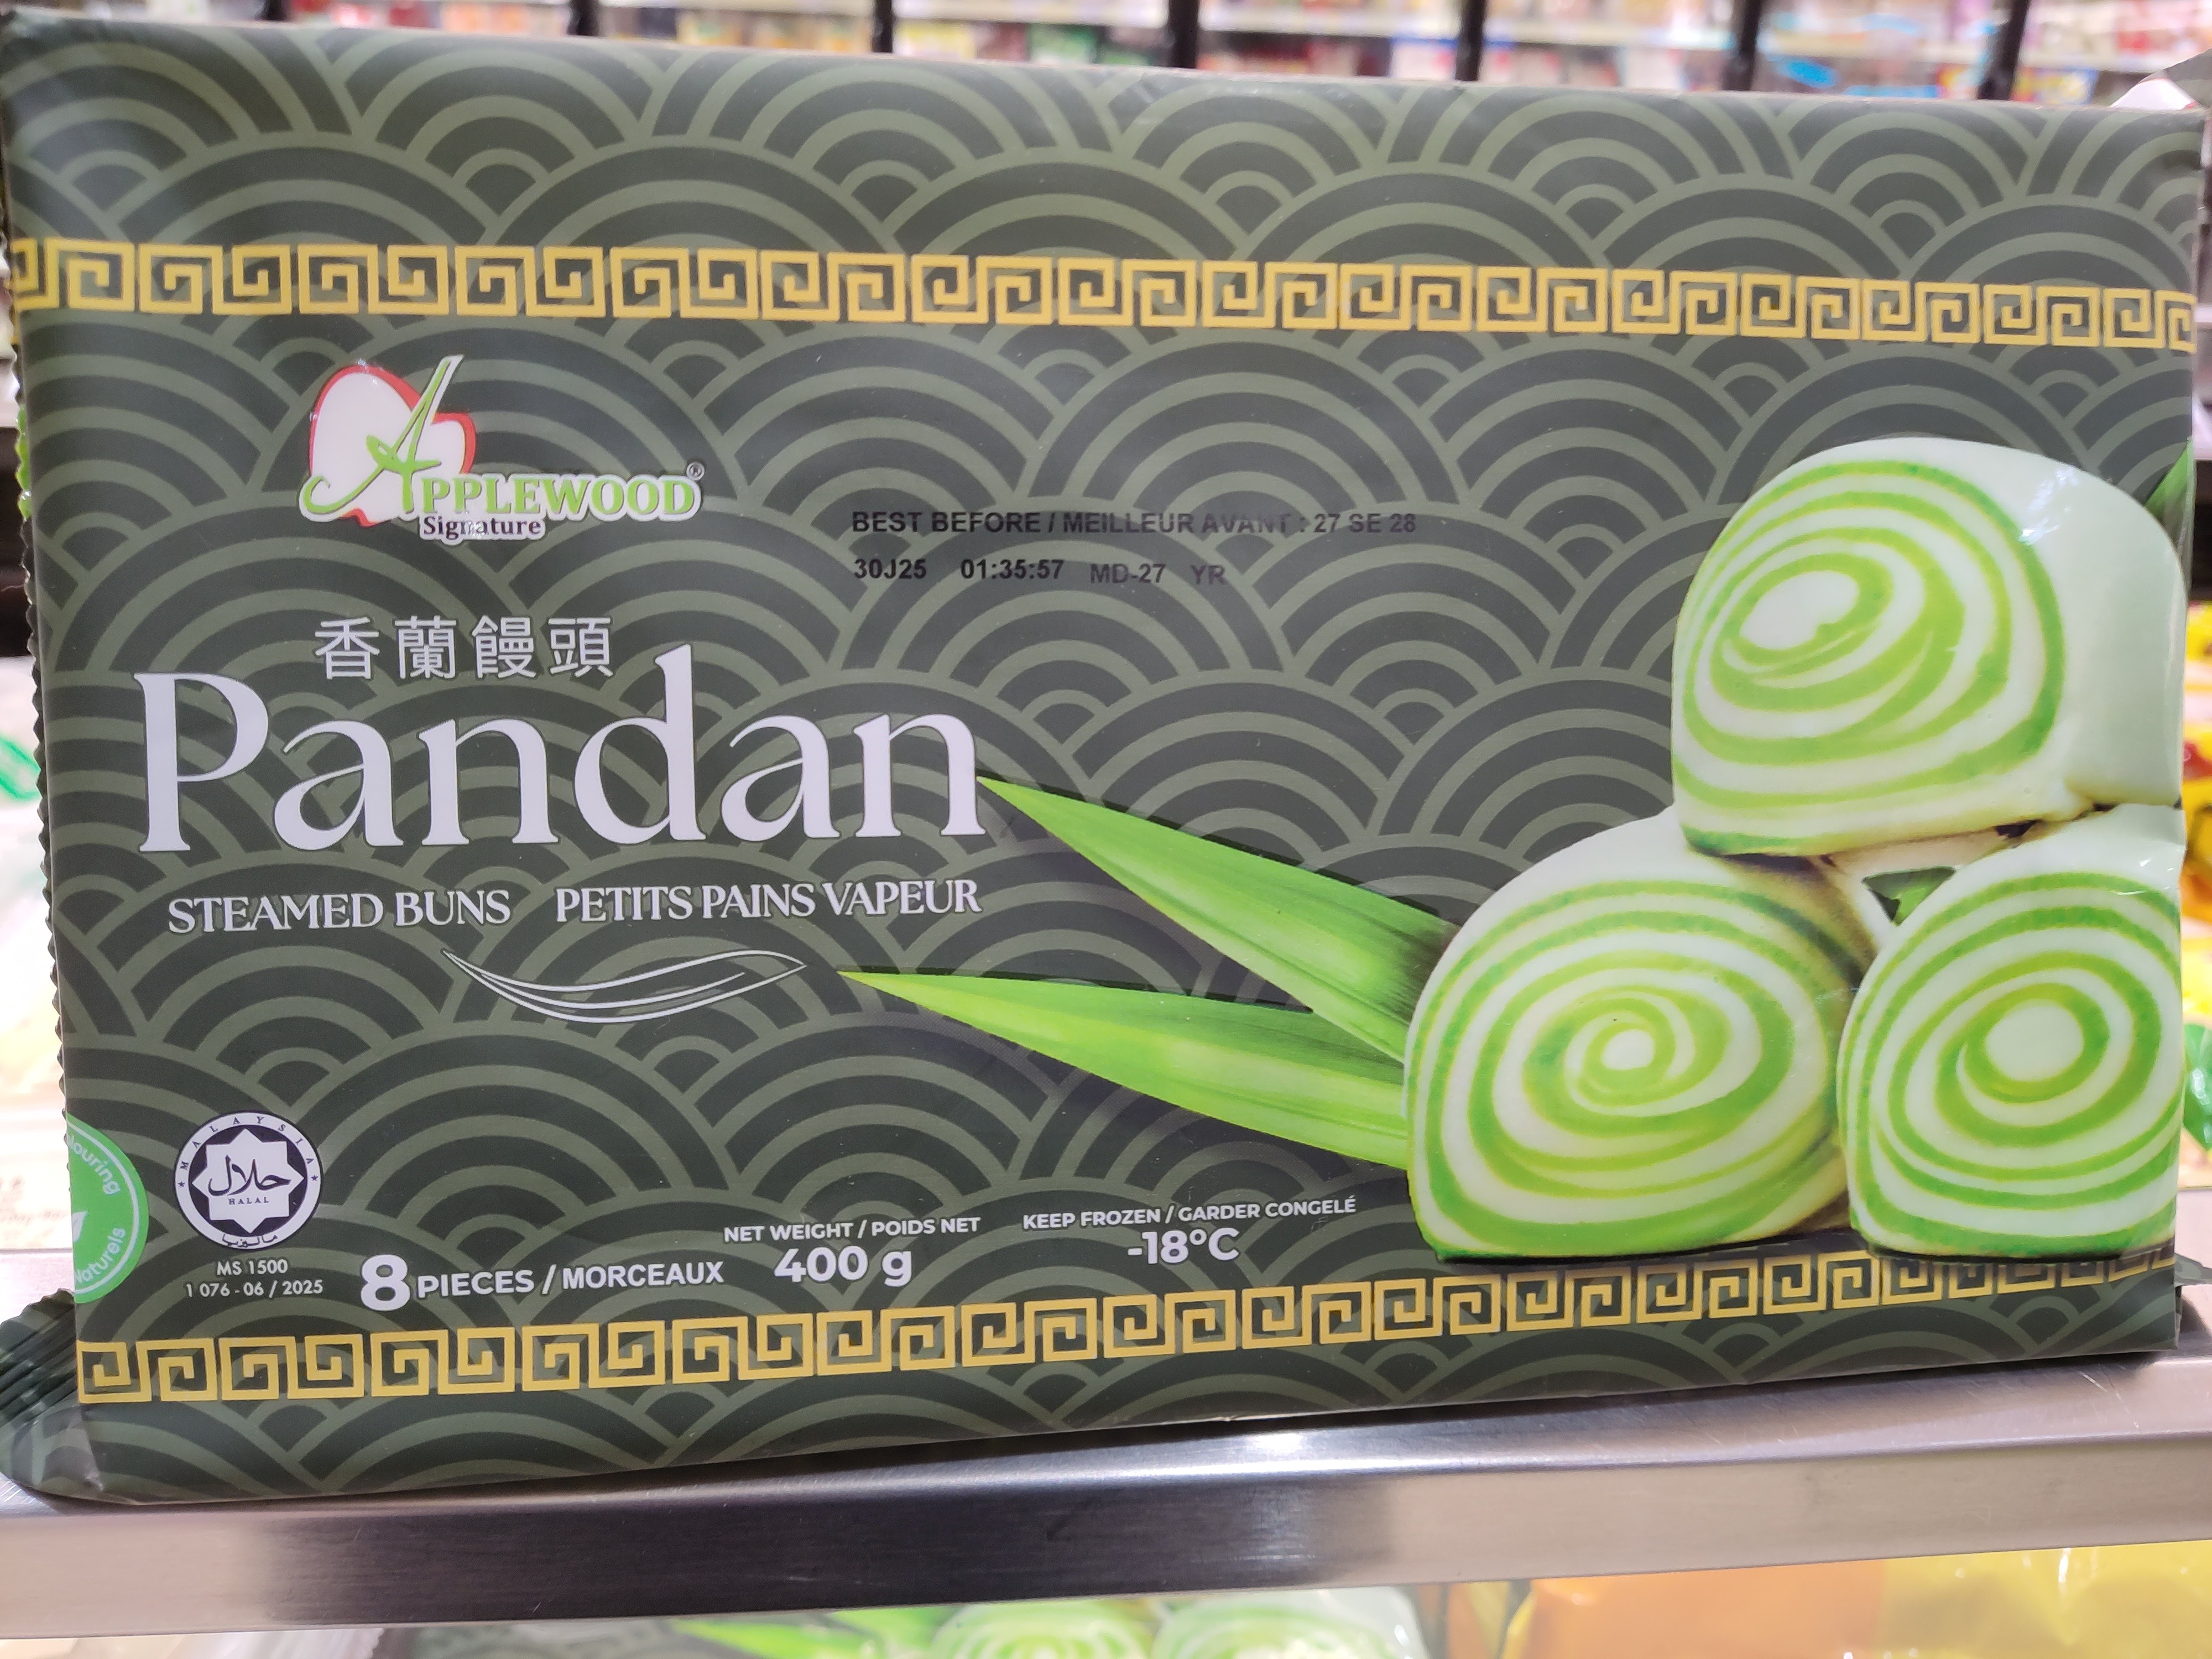 APPLEWOOD®
Signature
BEST BEFORE / MEILLEUR AVANT : 27 SE 28
30J25 01:35:57 MD-27 YR
香蘭饅頭
Pandan
STEAMED BUNS PETITS PAINS VAPEUR
MALAYSIA
حلال
HALAL
ماليزيا
MS 1500
1 076 - 06 / 2025
8 PIECES / MORCEAUX
NET WEIGHT / POIDS NET
400 g
KEEP FROZEN / GARDER CONGELÉ
-18°C